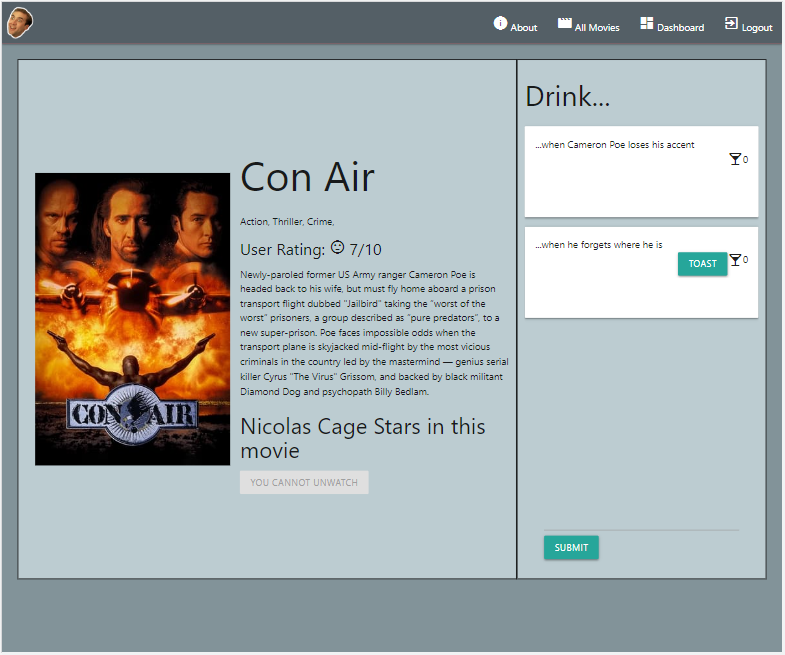 About
All Movies
Dashboard
Logout
Con Air
Action, Thriller, Crime,
User Rating: 7/10
Newly-paroled former US Army ranger Cameron Poe is
headed back to his wife, but must fly home aboard a prison
transport flight dubbed "Jailbird" taking the "worst of the
worst" prisoners, a group described as "pure predators", to a
new super-prison. Poe faces impossible odds when the
transport plane is skyjacked mid-flight by the most vicious
criminals in the country led by the mastermind — genius serial
killer Cyrus "The Virus" Grissom, and backed by black militant
Diamond Dog and psychopath Billy Bedlam.
Nicolas Cage Stars in this
movie
YOU CANNOT UNWATCH
CON AIR
Drink...
...when Cameron Poe loses his accent
0
...when he forgets where he is
TOAST
0
SUBMIT